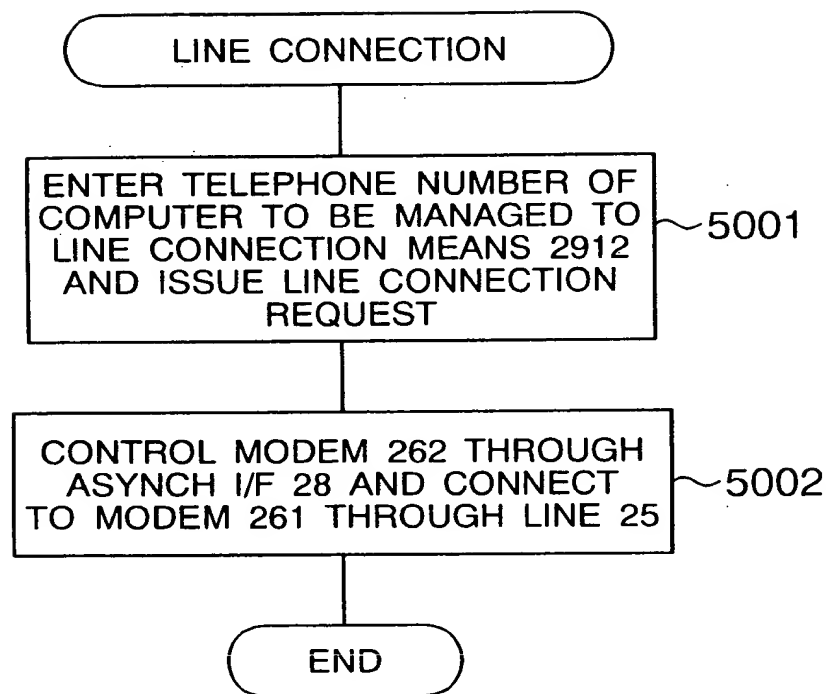 LINE CONNECTION
ENTER TELEPHONE NUMBER OF
COMPUTER TO BE MANAGED TO
LINE CONNECTION MEANS 2912
AND ISSUE LINE CONNECTION
REQUEST
5001
CONTROL MODEM 262 THROUGH
ASYNCH I/F 28 AND CONNECT
TO MODEM 261 THROUGH LINE 25
5002
END